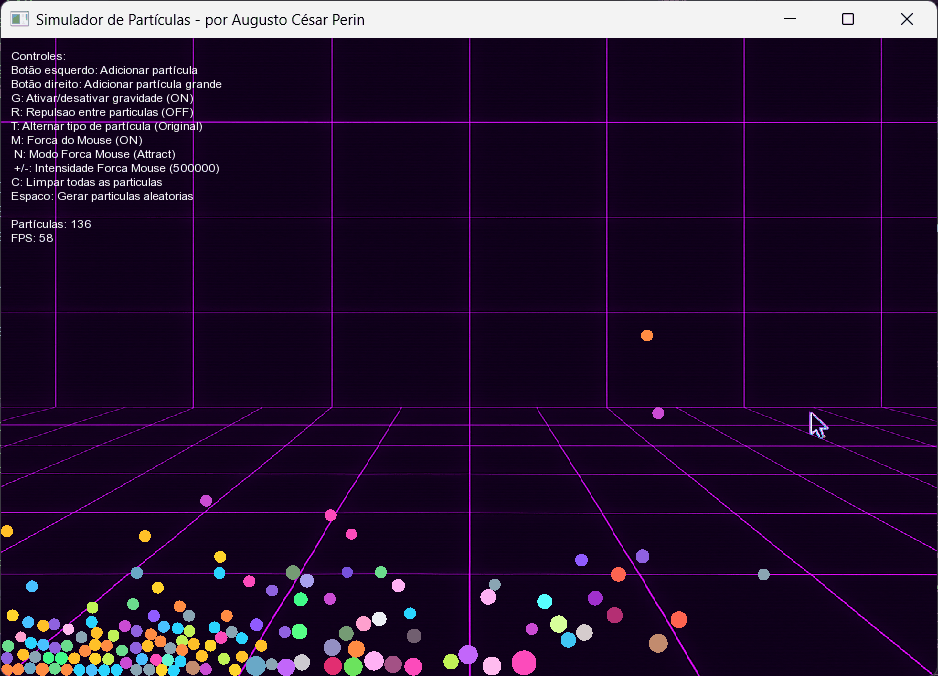 Simulador de Partículas - por Augusto César Perin
Controles:
Botão esquerdo: Adicionar partícula
Botão direito: Adicionar partícula grande
G: Ativar/desativar gravidade (ON)
R: Repulsao entre particulas (OFF)
T: Alternar tipo de partícula (Original)
M: Forca do Mouse (ON)
N: Modo Forca Mouse (Attract)
+/-: Intensidade Forca Mouse (500000)
C: Limpar todas as particulas
Espaco: Gerar particulas aleatorias
Partículas: 136
FPS: 58